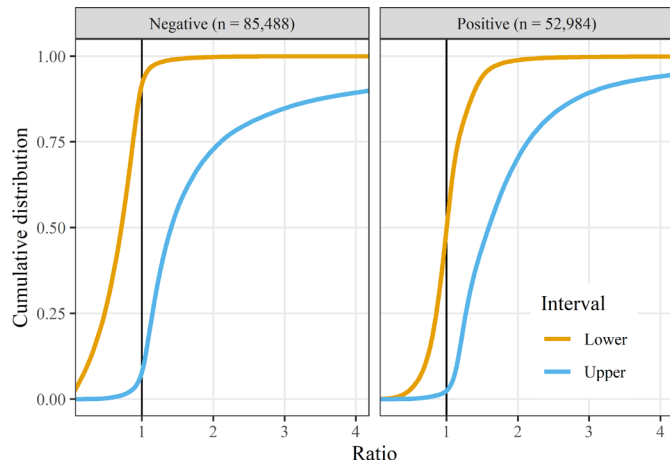 Negative (n = 85,488)
Positive (n = 52,984)
Cumulative distribution
1.00
0.75
0.50
0.25
0.00
1 2 3 4
1 2 3 4
Ratio
Interval
Lower
Upper